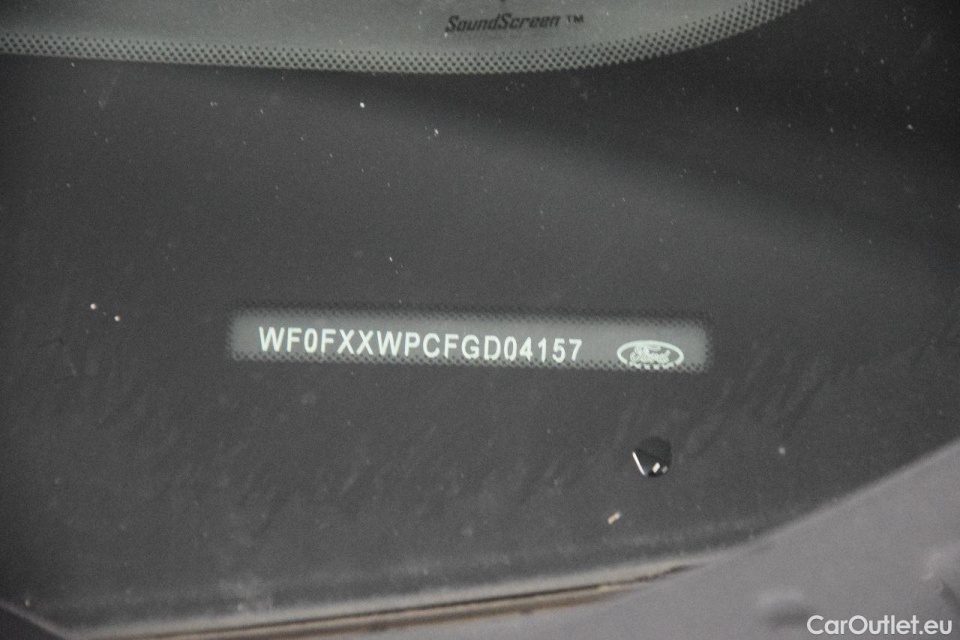 SoundScreen™
WF0FXXWPCFGD04157 Ford
CarOutlet.eu